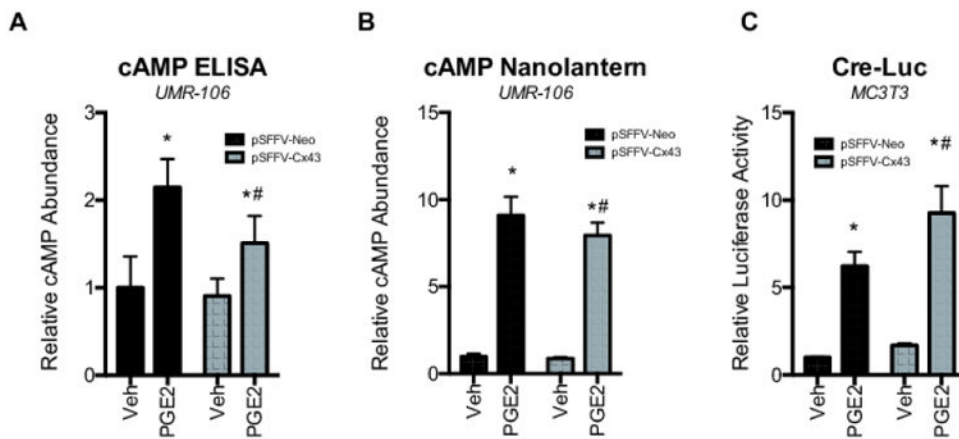 A
cAMP ELISA
UMR-106
Relative cAMP Abundance
3
2
1
0
*
*#
pSFFV-Neo
pSFFV-Cx43
Veh
PGE2
Veh
PGE2
B
cAMP Nanolantern
UMR-106
Relative cAMP Abundance
15
10
5
0
*
*#
pSFFV-Neo
pSFFV-Cx43
Veh
PGE2
Veh
PGE2
C
Cre-Luc
MC3T3
Relative Luciferase Activity
15
10
5
0
pSFFV-Neo
pSFFV-Cx43
*
*#
Veh
PGE2
Veh
PGE2